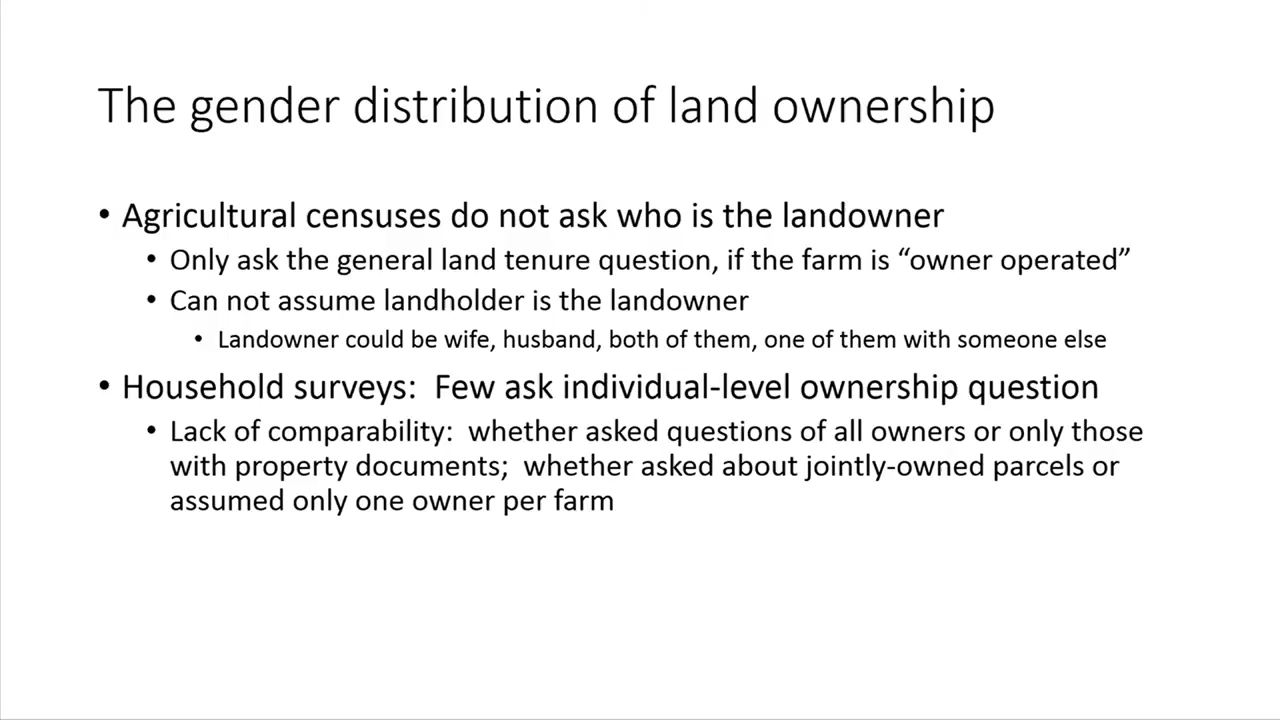 The gender distribution of land ownership
• Agricultural censuses do not ask who is the landowner
• Only ask the general land tenure question, if the farm is “owner operated”
• Can not assume landholder is the landowner
• Landowner could be wife, husband, both of them, one of them with someone else
• Household surveys:  Few ask individual-level ownership question
• Lack of comparability:  whether asked questions of all owners or only those
with property documents;  whether asked about jointly-owned parcels or
assumed only one owner per farm